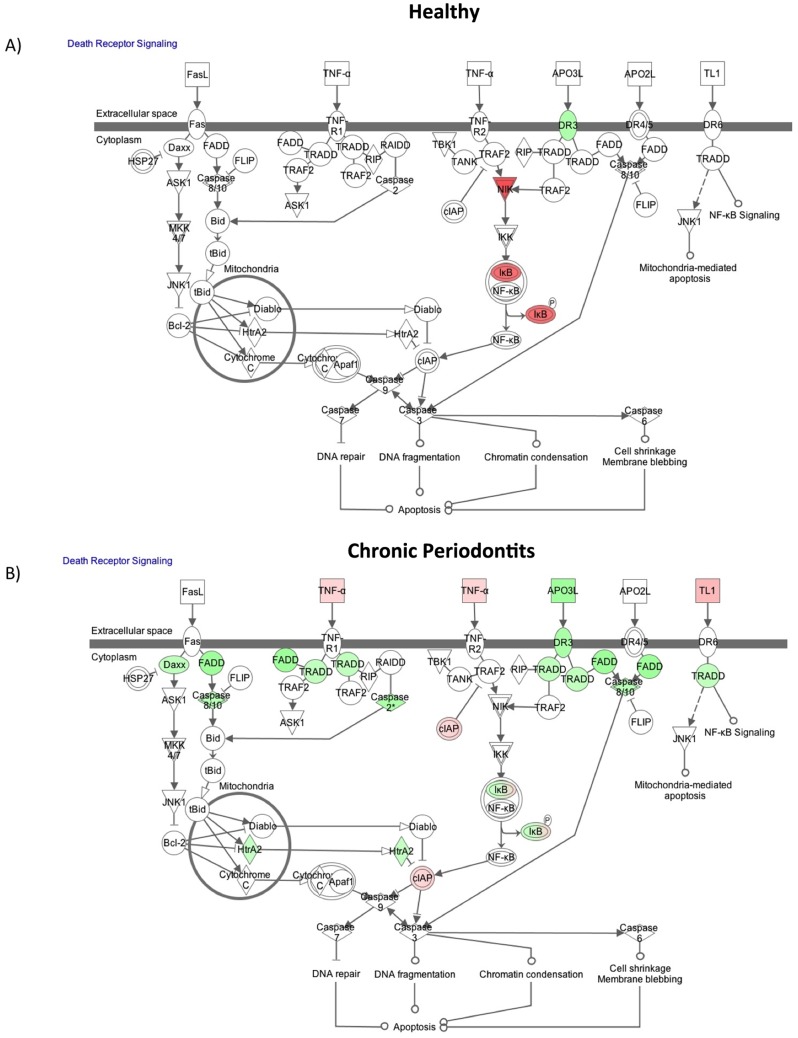 Healthy
A)
Death Receptor Signaling
FasL TNF-α TNF-α APO3L APO2L TL1
Extracellular space
Fas TNF R1 TNF R2 DR3 DR4/5 DR6
Cytoplasm
Daxx FADD FADD TRADD TRADD RAIDD TBK1 TRAF2 RIP TRADD FADD FADD
HSP27 FLIP TRAF2 TRAF2 RIP TANK TRADD Caspase 8/10 TRADD
ASK1 Caspase 8/10 Caspase 2 NIK TRAF2
ASK1 cIAP FLIP
Bid JNK1 NF-κB Signaling
MKK 4/7 IKK
tBid Mitochondria-mediated apoptosis
Mitochondria IκB
JNK1 tBid NF-κB
Diablo Diablo IκB P
Bcl-2 HtrA2 HtrA2 NF-κB
Cytochrome C Cytochro: C Apaf1 cIAP
Caspase 9
Caspase 7 Caspase 3 Caspase 6
DNA repair DNA fragmentation Chromatin condensation Cell shrinkage Membrane blebbing
Apoptosis
Chronic Periodontits
B)
Death Receptor Signaling
FasL TNF-α TNF-α APO3L APO2L TL1
Extracellular space
Fas TNF R1 TNF R2 DR3 DR4/5 DR6
Cytoplasm
Daxx FADD FADD TRADD TRADD RAIDD TBK1 TRAF2 RIP TRADD FADD FADD
HSP27 FLIP TRAF2 TRAF2 RIP TANK TRADD Caspase 8/10 TRADD
ASK1 Caspase 8/10 Caspase 2* NIK TRAF2
ASK1 cIAP FLIP
Bid JNK1 NF-κB Signaling
MKK 4/7 IKK
tBid Mitochondria-mediated apoptosis
Mitochondria IκB
JNK1 tBid NF-κB
Diablo Diablo IκB P
Bcl-2 HtrA2 HtrA2 NF-κB
Cytochrome C Cytochro: C Apaf1 cIAP
Caspase 9
Caspase 7 Caspase 3 Caspase 6
DNA repair DNA fragmentation Chromatin condensation Cell shrinkage Membrane blebbing
Apoptosis